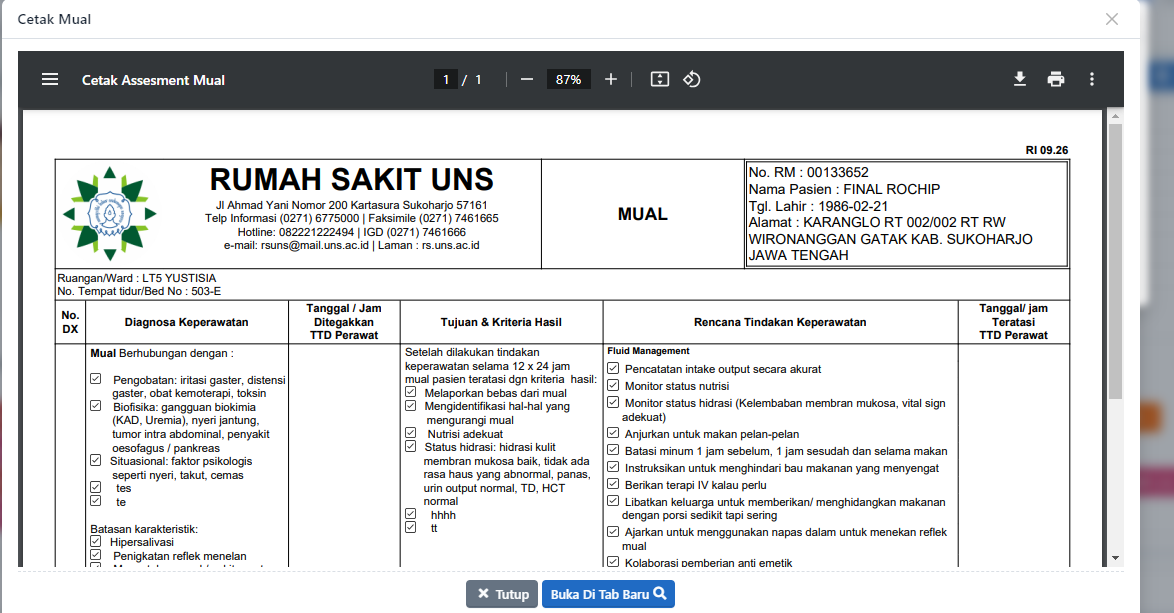 Cetak Mual
Cetak Assesment Mual
1 / 1
87%
RI 09.26
RUMAH SAKIT UNS
Jl Ahmad Yani Nomor 200 Kartasura Sukoharjo 57161
Telp Informasi (0271) 6775000 | Faksimile (0271) 7461665
Hotline: 082221222494 | IGD (0271) 7461666
e-mail: rsuns@mail.uns.ac.id | Laman : rs.uns.ac.id
MUAL
No. RM : 00133652
Nama Pasien : FINAL ROCHIP
Tgl. Lahir : 1986-02-21
Alamat : KARANGLO RT 002/002 RT RW
WIRONANGGAN GATAK KAB. SUKOHARJO
JAWA TENGAH
Ruangan/Ward : LT5 YUSTISIA
No. Tempat tidur/Bed No : 503-E
No.
DX
Diagnosa Keperawatan
Tanggal / Jam
Ditegakkan
TTD Perawat
Tujuan & Kriteria Hasil
Rencana Tindakan Keperawatan
Tanggal/ jam
Teratasi
TTD Perawat
Mual Berhubungan dengan :
Pengobatan: iritasi gaster, distensi
gaster, obat kemoterapi, toksin
Biofisika: gangguan biokimia
(KAD, Uremia), nyeri jantung,
tumor intra abdominal, penyakit
oesofagus / pankreas
Situasional: faktor psikologis
seperti nyeri, takut, cemas
tes
te
Batasan karakteristik:
Hipersalivasi
Penigkatan reflek menelan
Setelah dilakukan tindakan
keperawatan selama 12 x 24 jam
mual pasien teratasi dgn kriteria hasil:
Melaporkan bebas dari mual
Mengidentifikasi hal-hal yang
mengurangi mual
Nutrisi adekuat
Status hidrasi: hidrasi kulit
membran mukosa baik, tidak ada
rasa haus yang abnormal, panas,
urin output normal, TD, HCT
normal
hhhh
tt
Fluid Management
Pencatatan intake output secara akurat
Monitor status nutrisi
Monitor status hidrasi (Kelembaban membran mukosa, vital sign
adekuat)
Anjurkan untuk makan pelan-pelan
Batasi minum 1 jam sebelum, 1 jam sesudah dan selama makan
Instruksikan untuk menghindari bau makanan yang menyengat
Berikan terapi IV kalau perlu
Libatkan keluarga untuk memberikan/ menghidangkan makanan
dengan porsi sedikit tapi sering
Ajarkan untuk menggunakan napas dalam untuk menekan reflek
mual
Kolaborasi pemberian anti emetik
Tutup
Buka Di Tab Baru